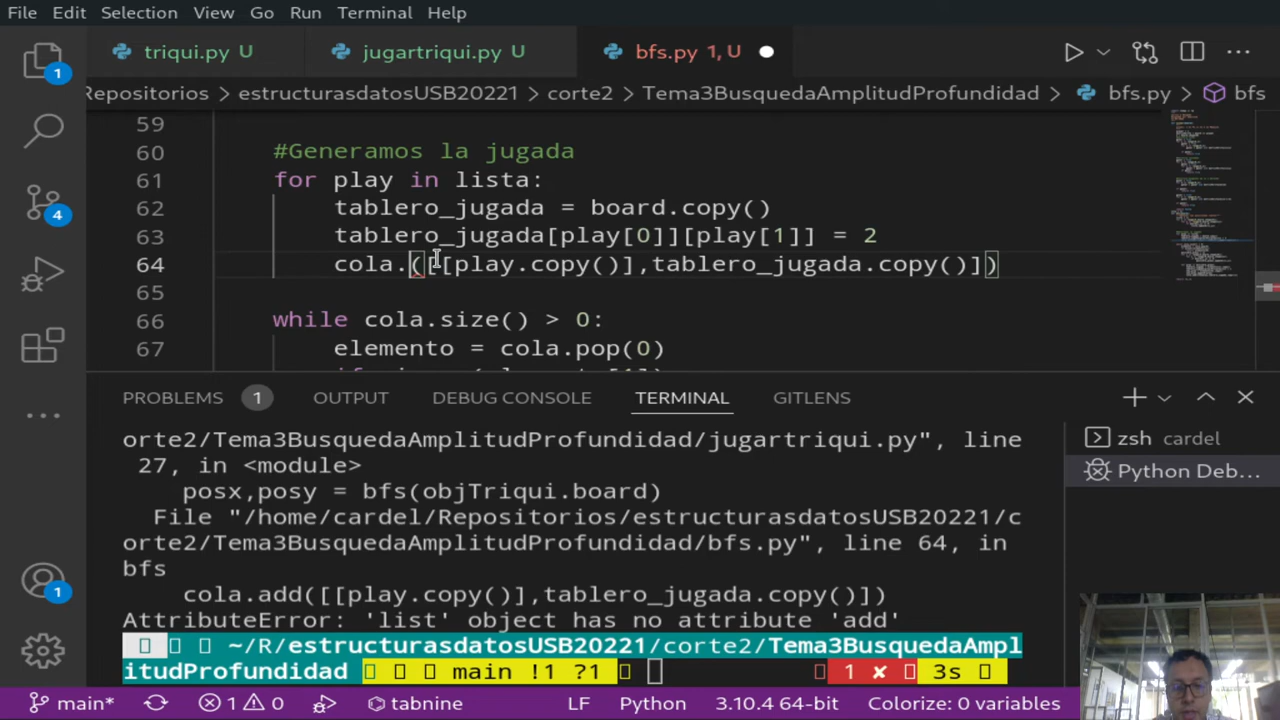 File Edit Selection View Go Run Terminal Help
triqui.py U jugartriqui.py U bfs.py 1, U
Repositorios > estructurasdatosUSB20221 > corte2 > Tema3BusquedaAmplitudProfundidad > bfs.py > bfs
59
60 #Generamos la jugada
61 for play in lista:
62 tablero_jugada = board.copy()
63 tablero_jugada[play[0]][play[1]] = 2
64 cola.([[play.copy()],tablero_jugada.copy()])
65
66 while cola.size() > 0:
67 elemento = cola.pop(0)
PROBLEMS 1 OUTPUT DEBUG CONSOLE TERMINAL GITLENS
orte2/Tema3BusquedaAmplitudProfundidad/jugartriqui.py", line
27, in <module>
posx,posy = bfs(objTriqui.board)
File "/home/cardel/Repositorios/estructurasdatosUSB20221/c
orte2/Tema3BusquedaAmplitudProfundidad/bfs.py", line 64, in
bfs
cola.add([[play.copy()],tablero_jugada.copy()])
AttributeError: 'list' object has no attribute 'add'
~/R/estructurasdatosUSB20221/corte2/Tema3BusquedaAmpl
itudProfundidad main !1 ?1 1 ✘ 3s
zsh cardel
Python Deb...
1
4
1
main* 1 0 tabnine LF Python 3.10.4 64-bit Colorize: 0 variables